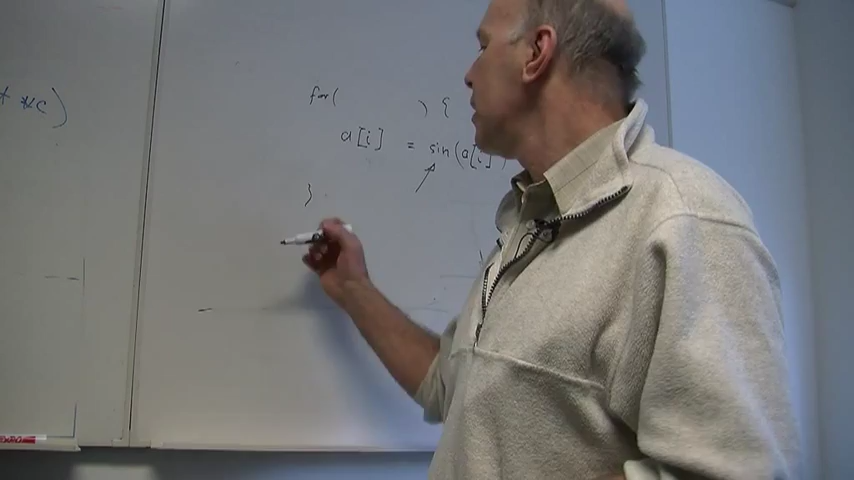 *c)
for( ) {
a[i] = sin(a[i])
}